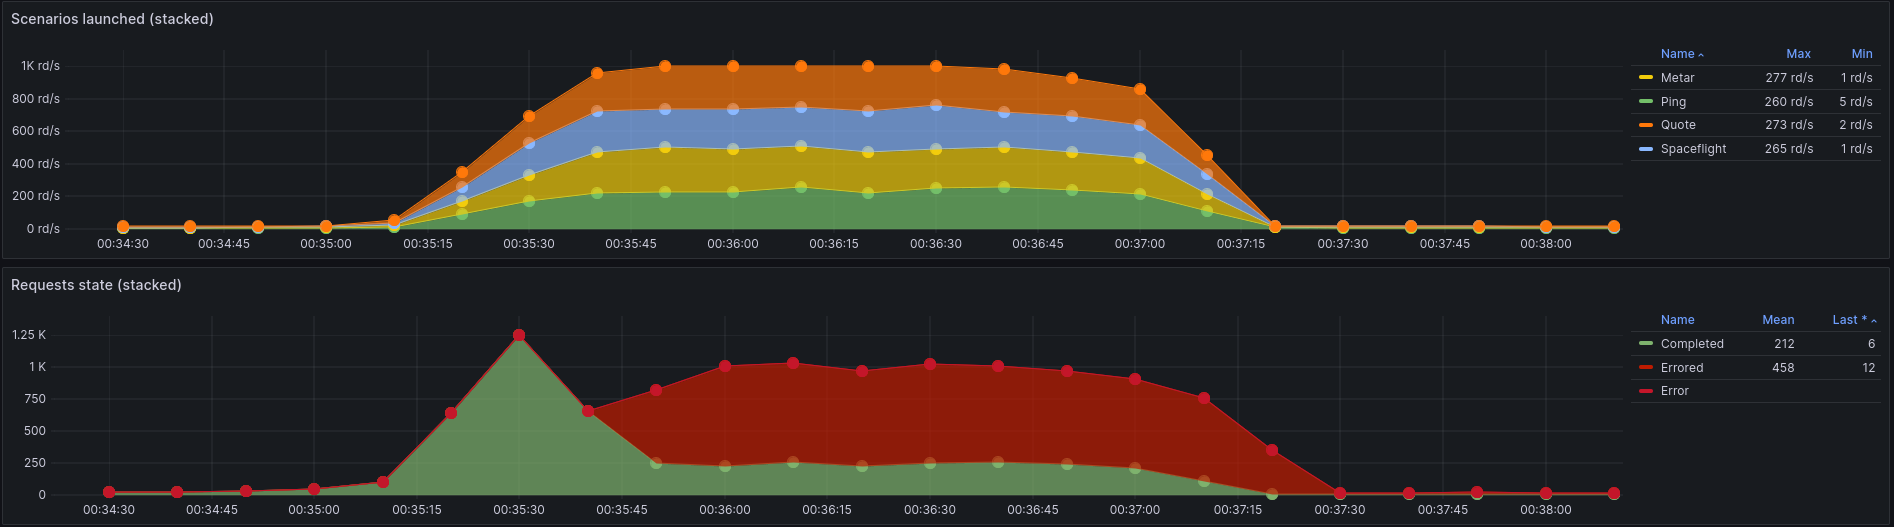 Scenarios launched (stacked)
1K rd/s
800 rd/s
600 rd/s
400 rd/s
200 rd/s
0 rd/s
00:34:30 00:34:45 00:35:00 00:35:15 00:35:30 00:35:45 00:36:00 00:36:15 00:36:30 00:36:45 00:37:00 00:37:15 00:37:30 00:37:45 00:38:00
Name Max Min
Metar 277 rd/s 1 rd/s
Ping 260 rd/s 5 rd/s
Quote 273 rd/s 2 rd/s
Spaceflight 265 rd/s 1 rd/s
Requests state (stacked)
1.25 K
1 K
750
500
250
0
00:34:30 00:34:45 00:35:00 00:35:15 00:35:30 00:35:45 00:36:00 00:36:15 00:36:30 00:36:45 00:37:00 00:37:15 00:37:30 00:37:45 00:38:00
Name Mean Last *
Completed 212 6
Errored 458 12
Error